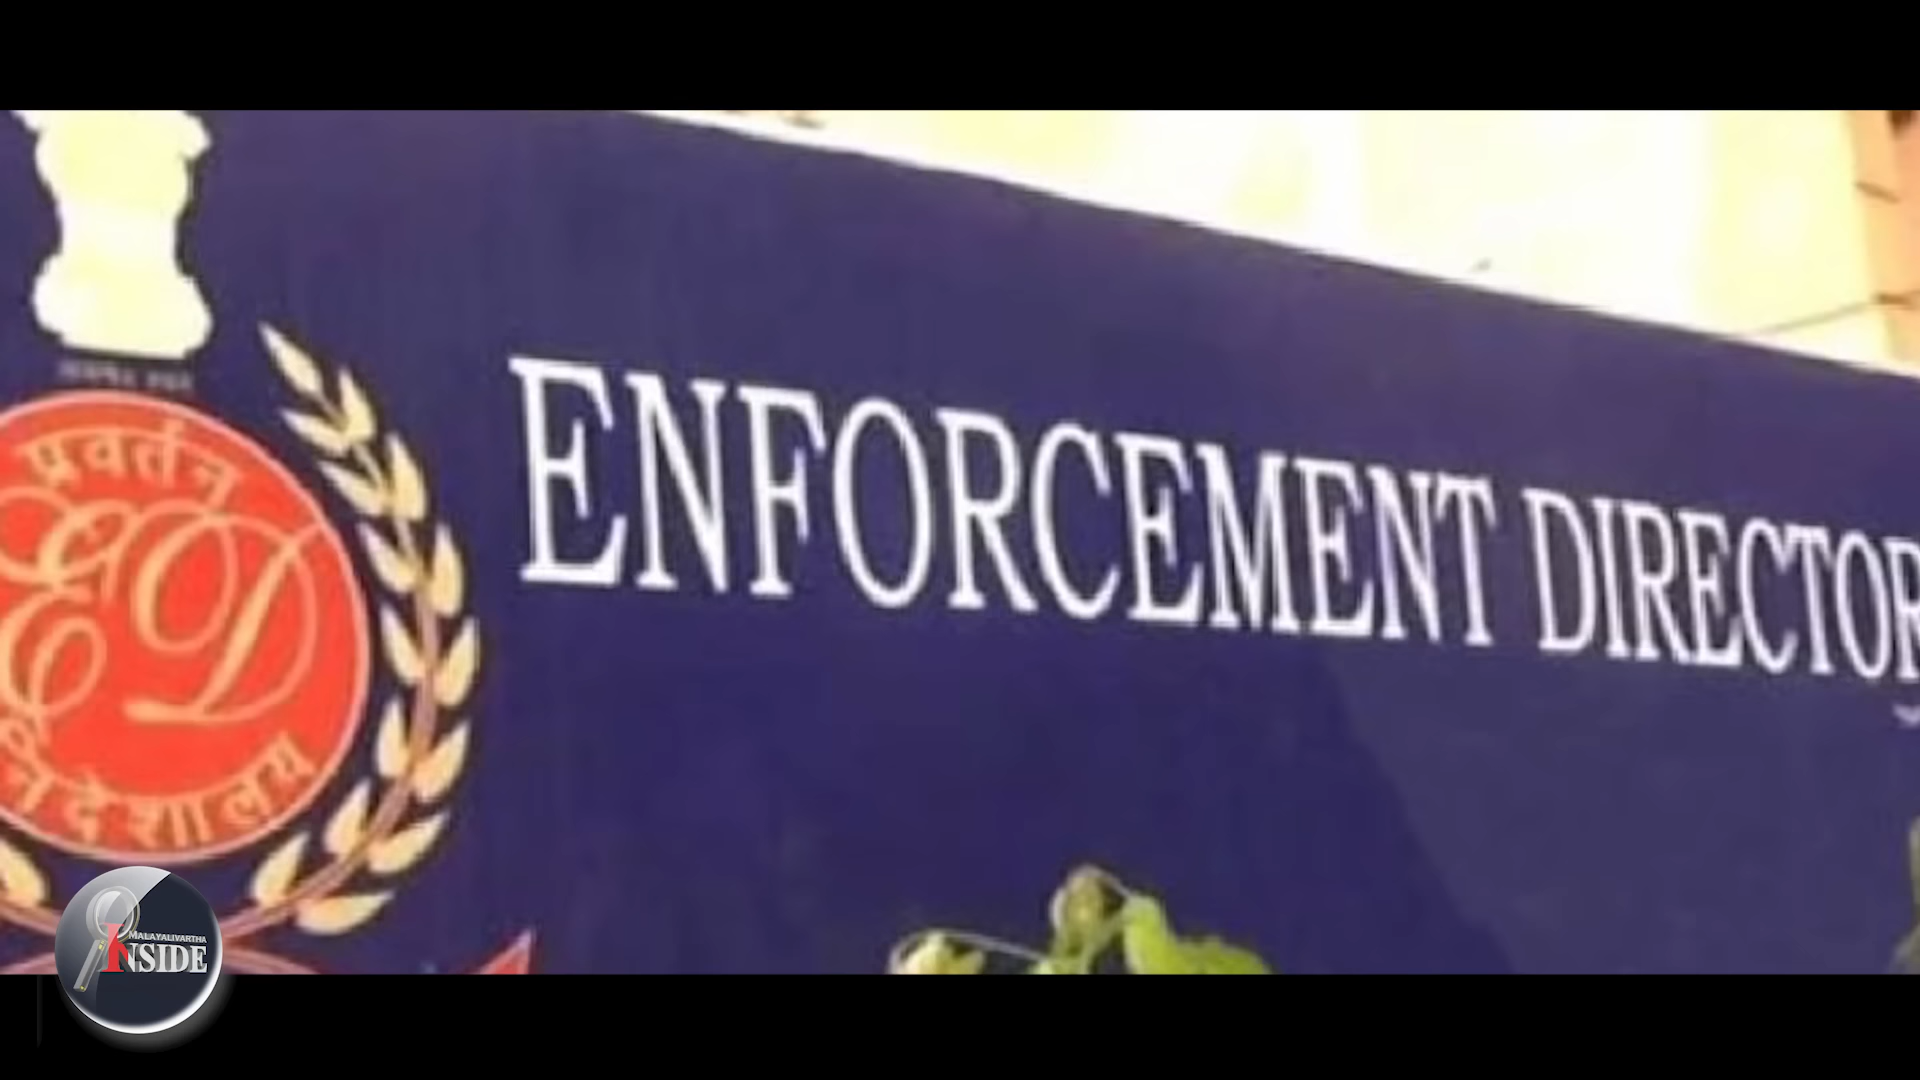 प्रवर्तन
ED
निदेशालय
ENFORCEMENT DIRECTOR
MALAYALIVARTHA
INSIDE